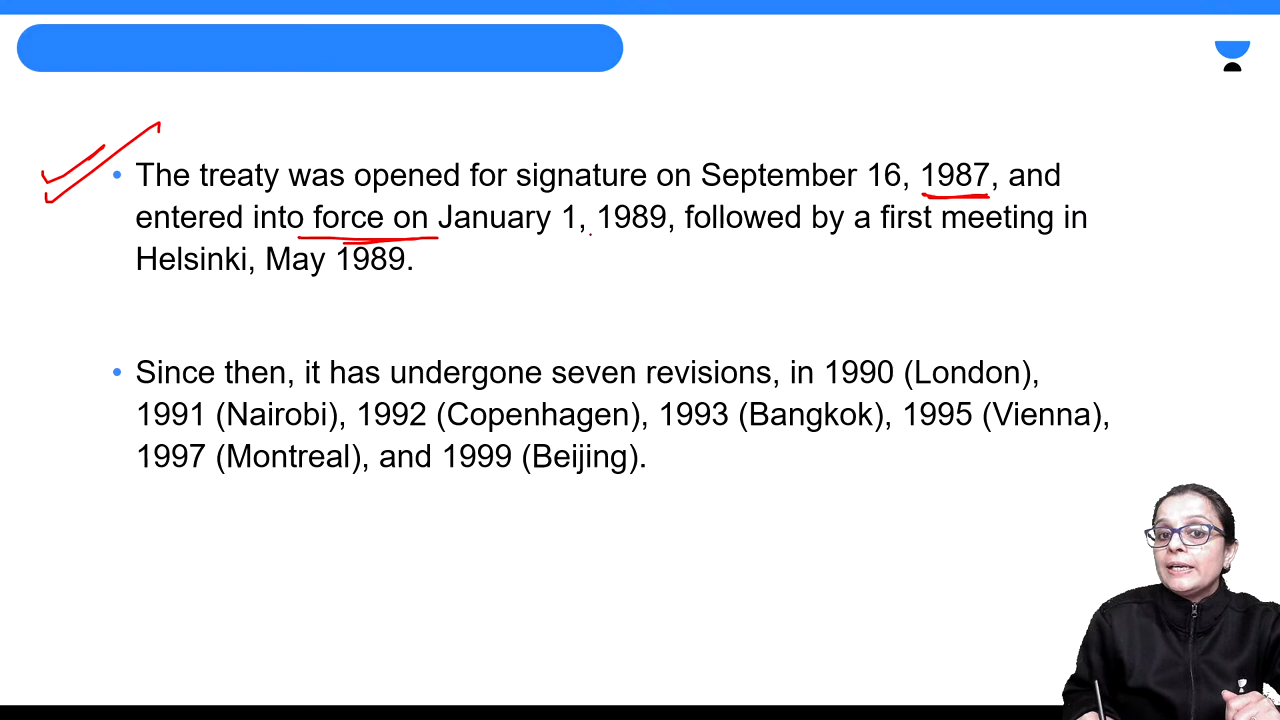 The treaty was opened for signature on September 16, 1987, and
entered into force on January 1, 1989, followed by a first meeting in
Helsinki, May 1989.
Since then, it has undergone seven revisions, in 1990 (London),
1991 (Nairobi), 1992 (Copenhagen), 1993 (Bangkok), 1995 (Vienna),
1997 (Montreal), and 1999 (Beijing).